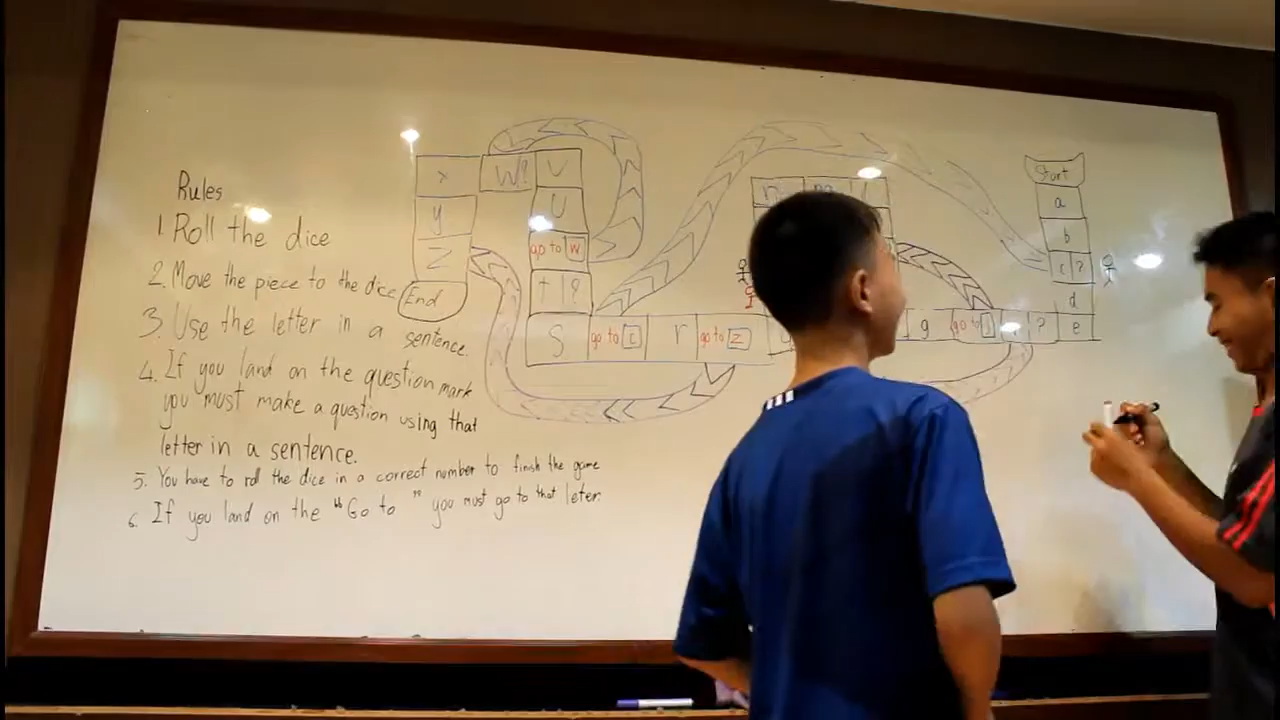 Rules
1. Roll the dice
2. Move the piece to the dice
3. Use the letter in a sentence.
4. If you land on the question mark
you must make a question using that
letter in a sentence.
5. You have to roll the dice in a correct number to finish the game
6. If you land on the "Go to " you must go to that leter.
x W? V
y U
Z go to w
End t ?
S go to c r go to z
g go to j ? e
Start
a
b
c ?
d